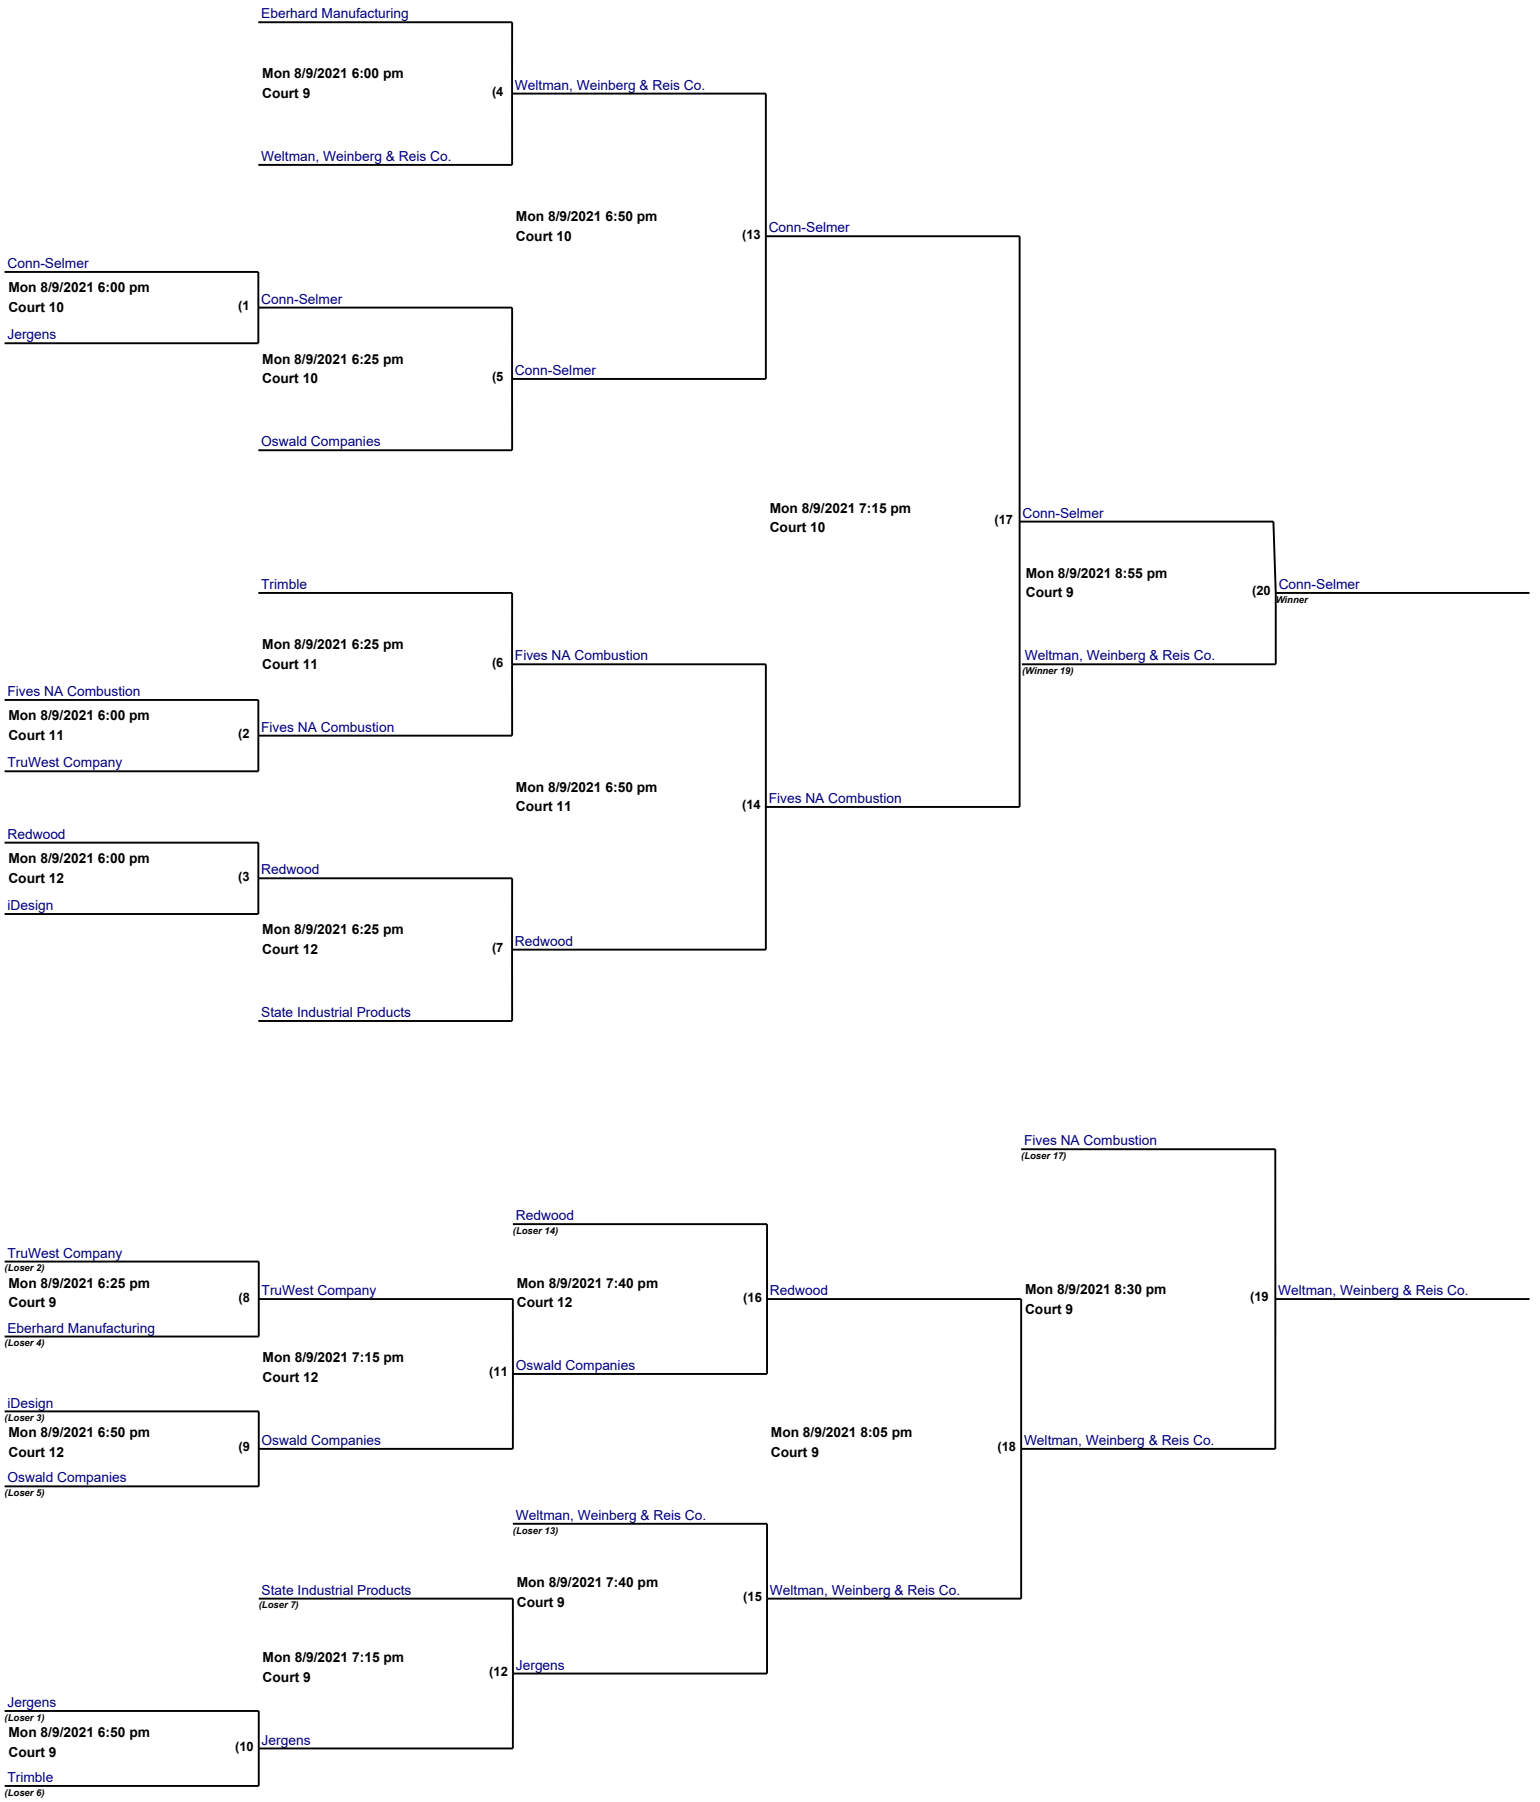 Eberhard Manufacturing
Mon 8/9/2021 6:00 pm
Court 9
(4
Weltman, Weinberg & Reis Co.
Weltman, Weinberg & Reis Co.
Mon 8/9/2021 6:50 pm
Court 10
(13
Conn-Selmer
Conn-Selmer
Mon 8/9/2021 6:00 pm
Court 10
(1
Conn-Selmer
Jergens
Mon 8/9/2021 6:25 pm
Court 10
(5
Conn-Selmer
Oswald Companies
Mon 8/9/2021 7:15 pm
Court 10
(17
Conn-Selmer
Mon 8/9/2021 8:55 pm
Court 9
(20
Conn-Selmer
Winner
Trimble
Mon 8/9/2021 6:25 pm
Court 11
(6
Fives NA Combustion
Weltman, Weinberg & Reis Co.
(Winner 19)
Fives NA Combustion
Mon 8/9/2021 6:00 pm
Court 11
(2
Fives NA Combustion
TruWest Company
Mon 8/9/2021 6:50 pm
Court 11
(14
Fives NA Combustion
Redwood
Mon 8/9/2021 6:00 pm
Court 12
(3
Redwood
iDesign
Mon 8/9/2021 6:25 pm
Court 12
(7
Redwood
State Industrial Products
Fives NA Combustion
(Loser 17)
Redwood
(Loser 14)
TruWest Company
(Loser 2)
Mon 8/9/2021 6:25 pm
Court 9
(8
TruWest Company
Mon 8/9/2021 7:40 pm
Court 12
(16
Redwood
Mon 8/9/2021 8:30 pm
Court 9
(19
Weltman, Weinberg & Reis Co.
Eberhard Manufacturing
(Loser 4)
Mon 8/9/2021 7:15 pm
Court 12
(11
Oswald Companies
iDesign
(Loser 3)
Mon 8/9/2021 6:50 pm
Court 12
(9
Oswald Companies
Mon 8/9/2021 8:05 pm
Court 9
(18
Weltman, Weinberg & Reis Co.
Oswald Companies
(Loser 5)
Weltman, Weinberg & Reis Co.
(Loser 13)
State Industrial Products
(Loser 7)
Mon 8/9/2021 7:40 pm
Court 9
(15
Weltman, Weinberg & Reis Co.
Mon 8/9/2021 7:15 pm
Court 9
(12
Jergens
Jergens
(Loser 1)
Mon 8/9/2021 6:50 pm
Court 9
(10
Jergens
Trimble
(Loser 6)